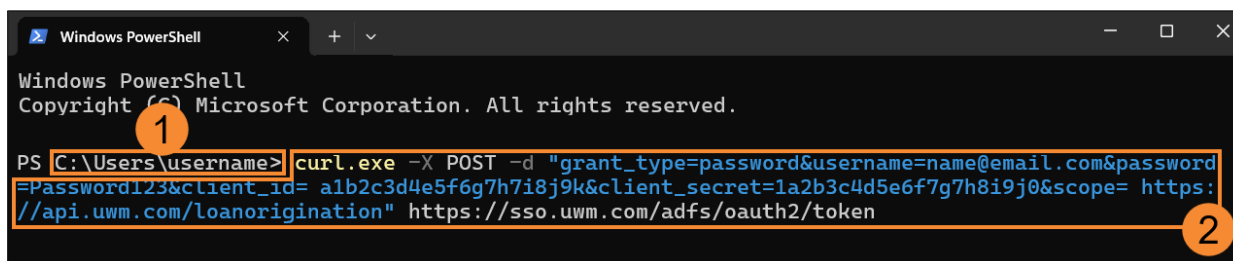 Windows PowerShell
Windows PowerShell
Copyright (C) Microsoft Corporation. All rights reserved.
1
PS C:\Users\username> curl.exe -X POST -d "grant_type=password&username=name@email.com&password
=Password123&client_id= a1b2c3d4e5f6g7h7i8j9k&client_secret=1a2b3c4d5e6f7g7h8i9j0&scope= https:
//api.uwm.com/loanorigination" https://sso.uwm.com/adfs/oauth2/token
2